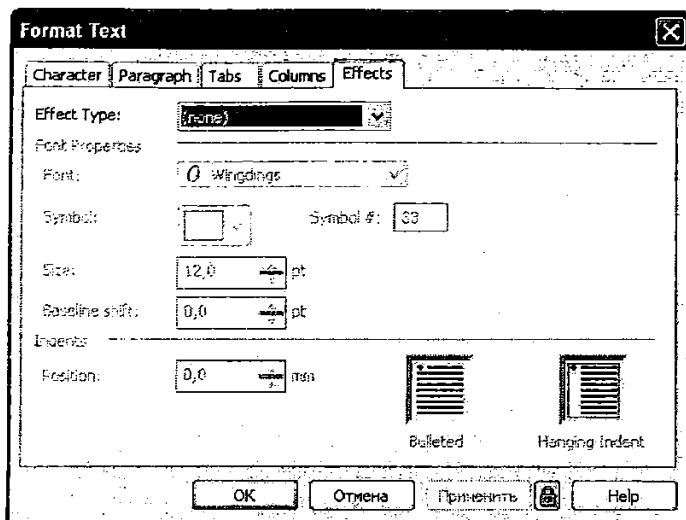 Format Text
Character Paragraph Tabs Columns Effects
Effect Type: (none)
Font Properties
Font: O Wingdings
Symbol: Symbol #: 33
Size: 12,0 pt
Baseline shift: 0,0 pt
Indents
Position: 0,0 mm
Bulleted Hanging Indent
OK Отмена Применить Help